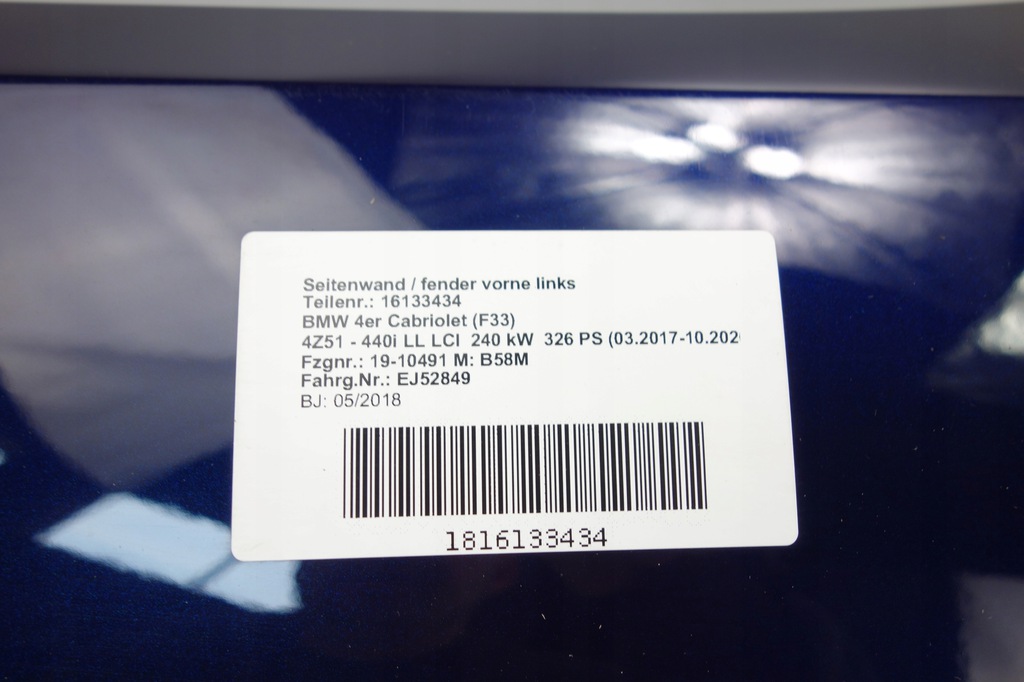 Seitenwand / fender vorne links
Teilenr.: 16133434
BMW 4er Cabriolet (F33)
4Z51 - 440i LL LCI 240 kW 326 PS (03.2017-10.202
Fzgnr.: 19-10491 M: B58M
Fahrg.Nr.: EJ52849
BJ: 05/2018
1816133434